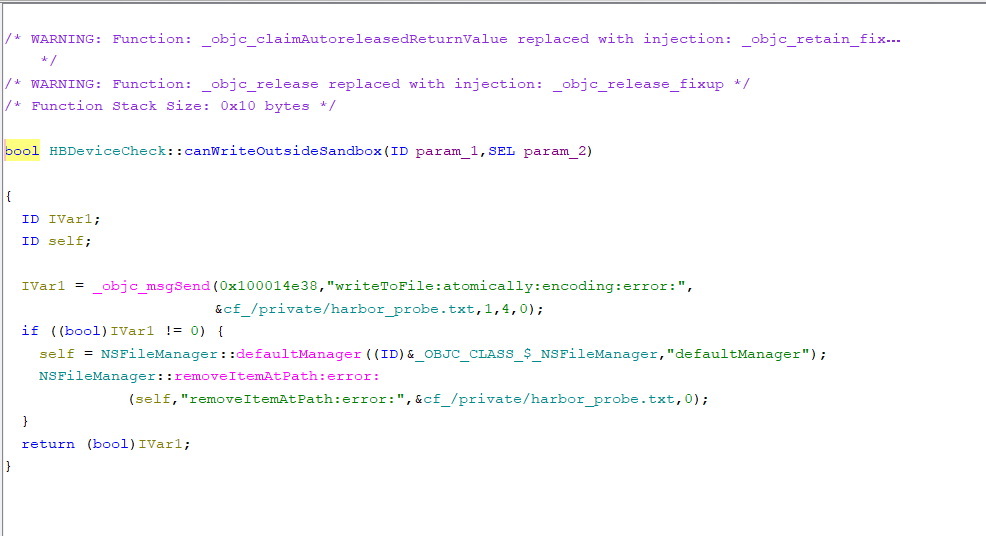 /* WARNING: Function: _objc_claimAutoreleasedReturnValue replaced with injection: _objc_retain_fix...
*/
/* WARNING: Function: _objc_release replaced with injection: _objc_release_fixup */
/* Function Stack Size: 0x10 bytes */
bool HBDeviceCheck::canWriteOutsideSandbox(ID param_1,SEL param_2)
{
ID IVar1;
ID self;
IVar1 = _objc_msgSend(0x100014e38,"writeToFile:atomically:encoding:error:",
&cf_/private/harbor_probe.txt,1,4,0);
if ((bool)IVar1 != 0) {
self = NSFileManager::defaultManager((ID)&_OBJC_CLASS_$_NSFileManager,"defaultManager");
NSFileManager::removeItemAtPath:error:
(self,"removeItemAtPath:error:",&cf_/private/harbor_probe.txt,0);
}
return (bool)IVar1;
}